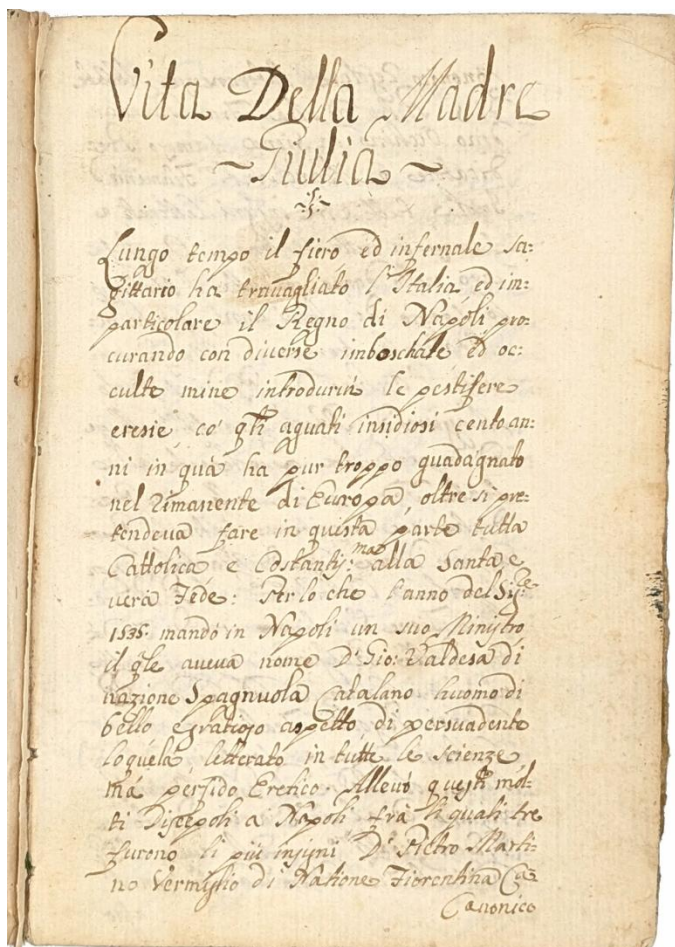 Vita Della Madre
~ Giulia ~
Lungo tempo il fiero, ed infernale sa:
gittario ha travagliato l'Italia, ed im:
particolare il Regno di Napoli pro:
curando con diverse imboschate ed oc:
culte mine introdurvi le pestifere
eresie, co' gli aguati insidiosi cento an:
ni in quà ha pur troppo guadagnato
nel rimanente di Europa, oltre si pre:
tendeva fare in questa parte tutta
Cattolica e Costantiss:ma alla Santa, e
vera Fede: Per lo che l'anno del Sig:re
1535. mandò in Napoli un suo Ministro
il qle aveva nome D. Gio: Valdesa di
nazione Spagnuola Catalano huomo di
bello e gratioso aspetto, di persuadente
loquela, letterato in tutte le scienze,
mà perfido Eretico. Allevò questi mol:
ti Discepoli a Napoli frà li quali tre
furono li più insigni D. Pietro Marti:
no Vermiglio di Natione Fiorentina Ca:
Canonico